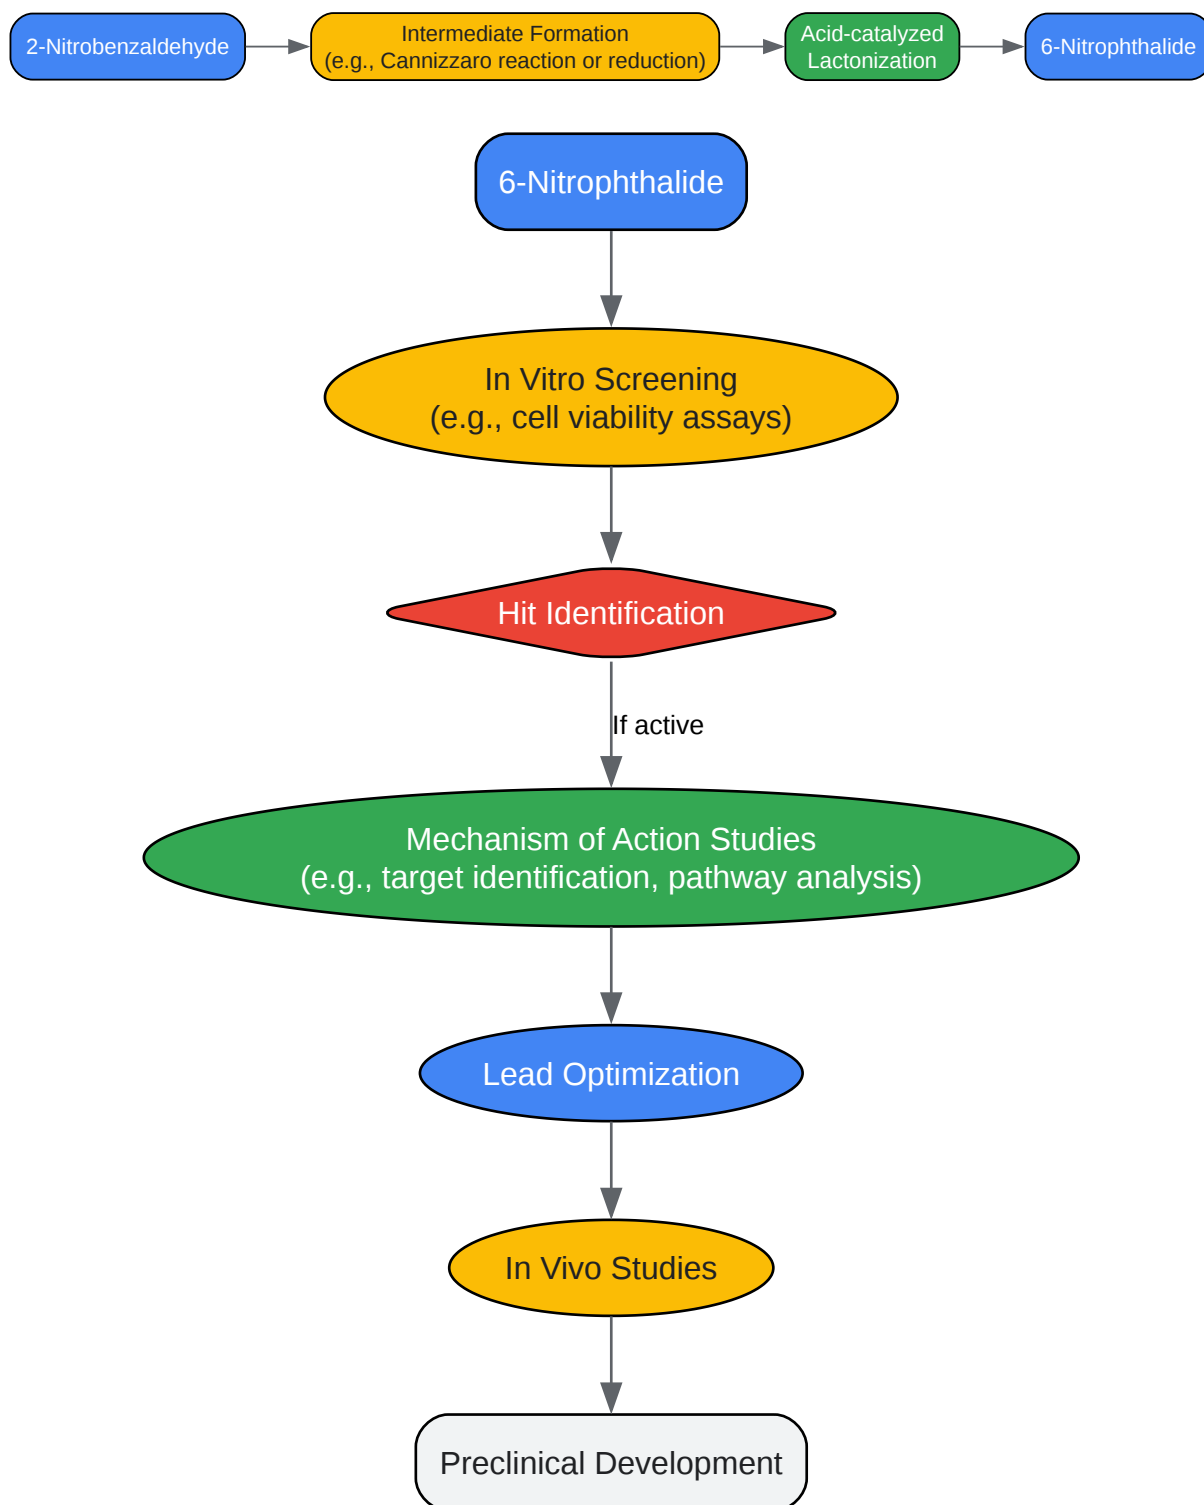 2-Nitrobenzaldehyde
Intermediate Formation
(e.g., Cannizzaro reaction or reduction)
Acid-catalyzed
Lactonization
6-Nitrophthalide
6-Nitrophthalide
In Vitro Screening
(e.g., cell viability assays)
Hit Identification
If active
Mechanism of Action Studies
(e.g., target identification, pathway analysis)
Lead Optimization
In Vivo Studies
Preclinical Development